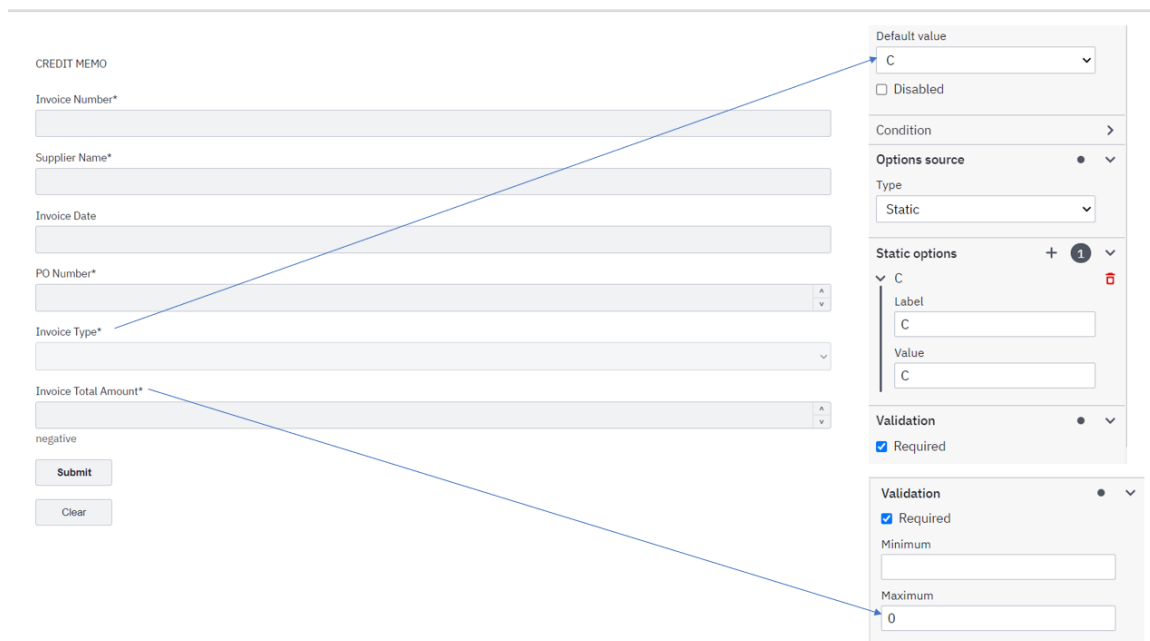 CREDIT MEMO
Invoice Number*
Supplier Name*
Invoice Date
PO Number*
Invoice Type*
Invoice Total Amount*
negative
Submit
Clear
Default value
C
Disabled
Condition
Options source
Type
Static
Static options 1
C
Label
C
Value
C
Validation
Required
Validation
Required
Minimum
Maximum
0